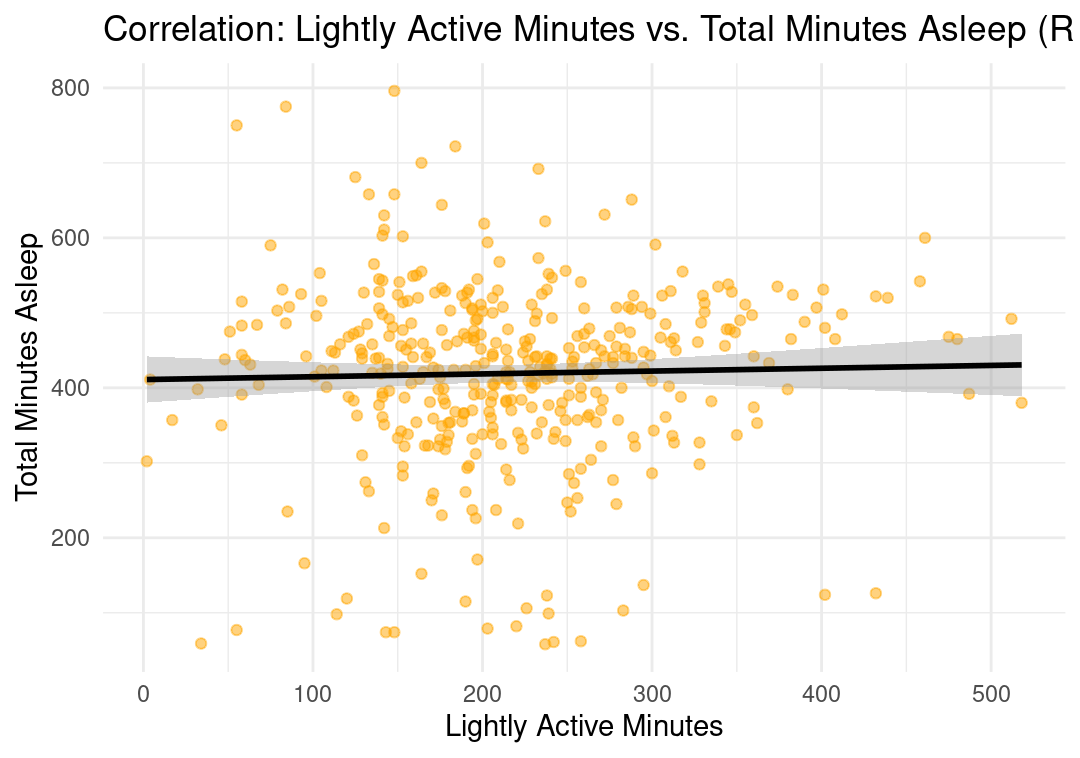 Correlation: Lightly Active Minutes vs. Total Minutes Asleep (R
800
600
400
200
Total Minutes Asleep
0 100 200 300 400 500
Lightly Active Minutes